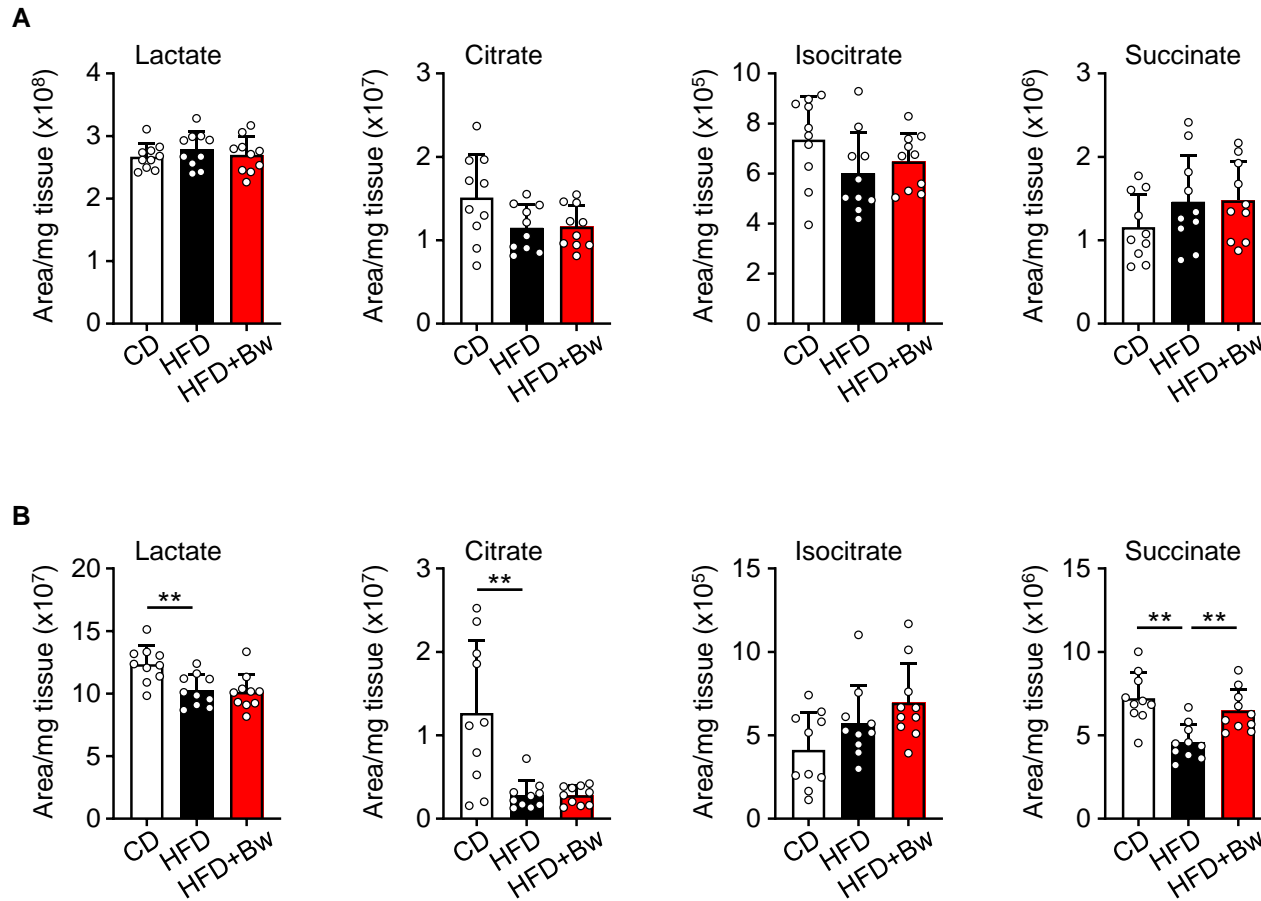 A
Lactate
Area/mg tissue (x10⁸)
4
3
2
1
0
CD
HFD
HFD+Bw
Citrate
Area/mg tissue (x10⁷)
3
2
1
0
CD
HFD
HFD+Bw
Isocitrate
Area/mg tissue (x10⁵)
10
8
6
4
2
0
CD
HFD
HFD+Bw
Succinate
Area/mg tissue (x10⁶)
3
2
1
0
CD
HFD
HFD+Bw
B
Lactate
Area/mg tissue (x10⁷)
20
15
10
5
0
**
CD
HFD
HFD+Bw
Citrate
Area/mg tissue (x10⁷)
3
2
1
0
**
CD
HFD
HFD+Bw
Isocitrate
Area/mg tissue (x10⁵)
15
10
5
0
CD
HFD
HFD+Bw
Succinate
Area/mg tissue (x10⁶)
15
10
5
0
** **
CD
HFD
HFD+Bw